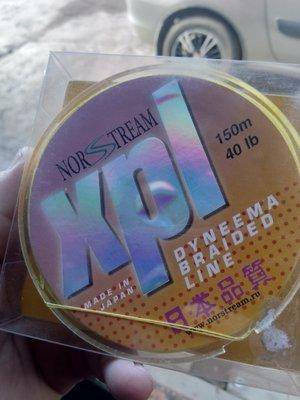 NORSTREAM
xpl
150m
40 lb
DYNEEMA
BRAIDED
LINE
MADE IN
JAPAN
日本品質
www.norstream.ru